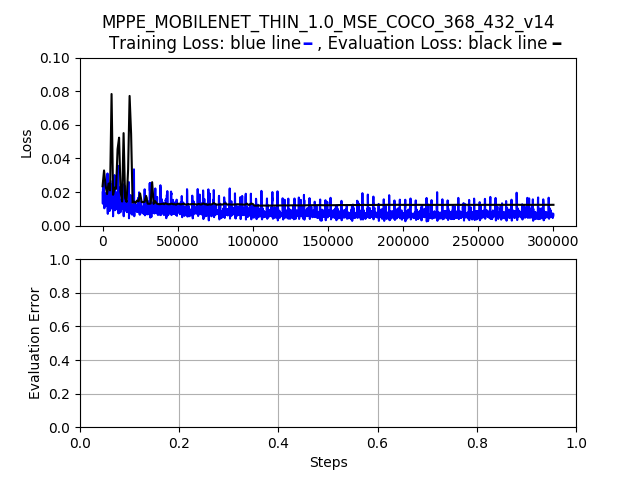 MPPE_MOBILENET_THIN_1.0_MSE_COCO_368_432_v14
Training Loss: blue line , Evaluation Loss: black line
0.10
0.08
0.06
0.04
0.02
0.00
Loss
0 50000 100000 150000 200000 250000 300000
1.0
0.8
0.6
0.4
0.2
0.0
Evaluation Error
0.0 0.2 0.4 0.6 0.8 1.0
Steps